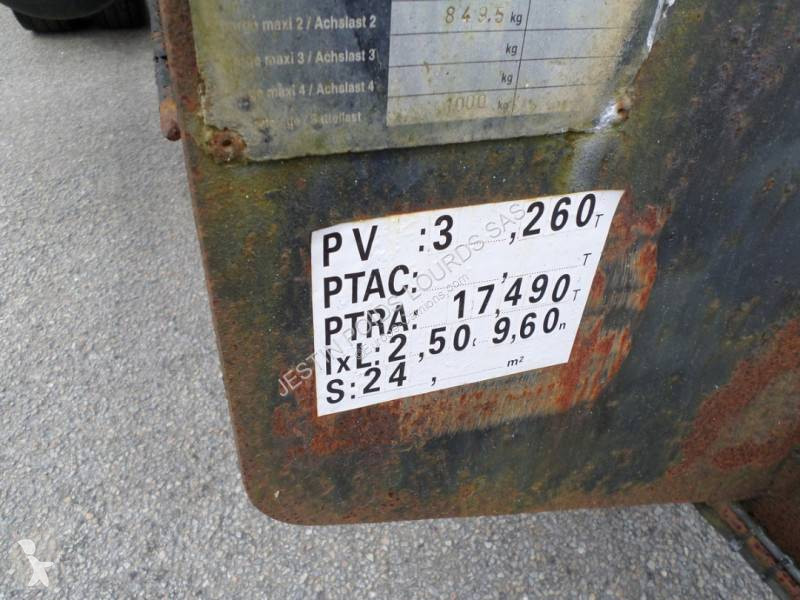 maxi 2 / Achslast 2 849.5 kg
maxi 3 / Achslast 3 kg
maxi 4 / Achslast 4 kg
1000 kg
PV :3 ,260 T
PTAC: , T
PTRA: 17,490 T
lxL:2,50 9,60
S:24, m²
JESTIN POIDS LOURDS SAS